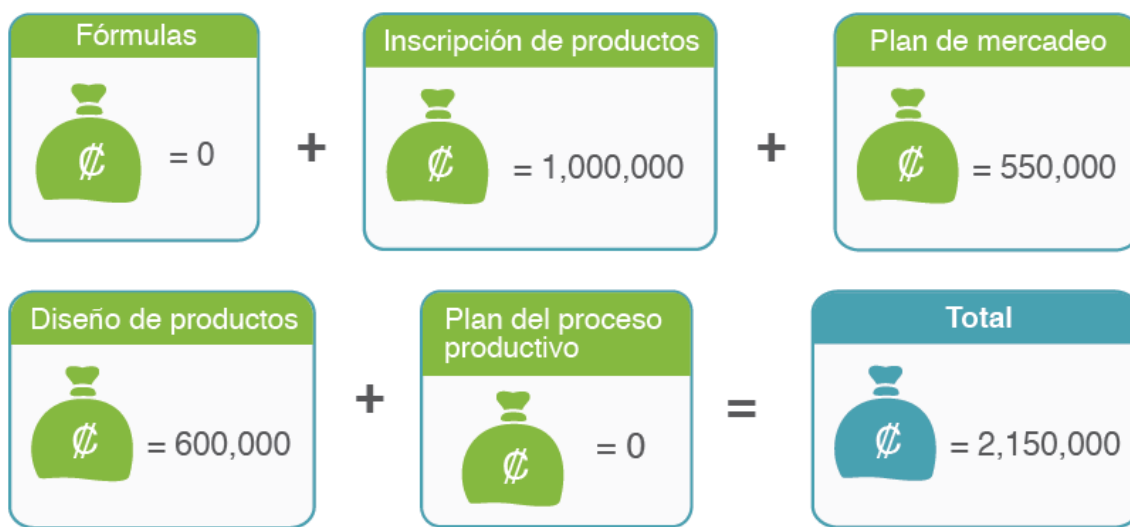 Fórmulas
₡ = 0
+
Inscripción de productos
₡ = 1,000,000
+
Plan de mercadeo
₡ = 550,000
Diseño de productos
₡ = 600,000
+
Plan del proceso
productivo
₡ = 0
=
Total
₡ = 2,150,000